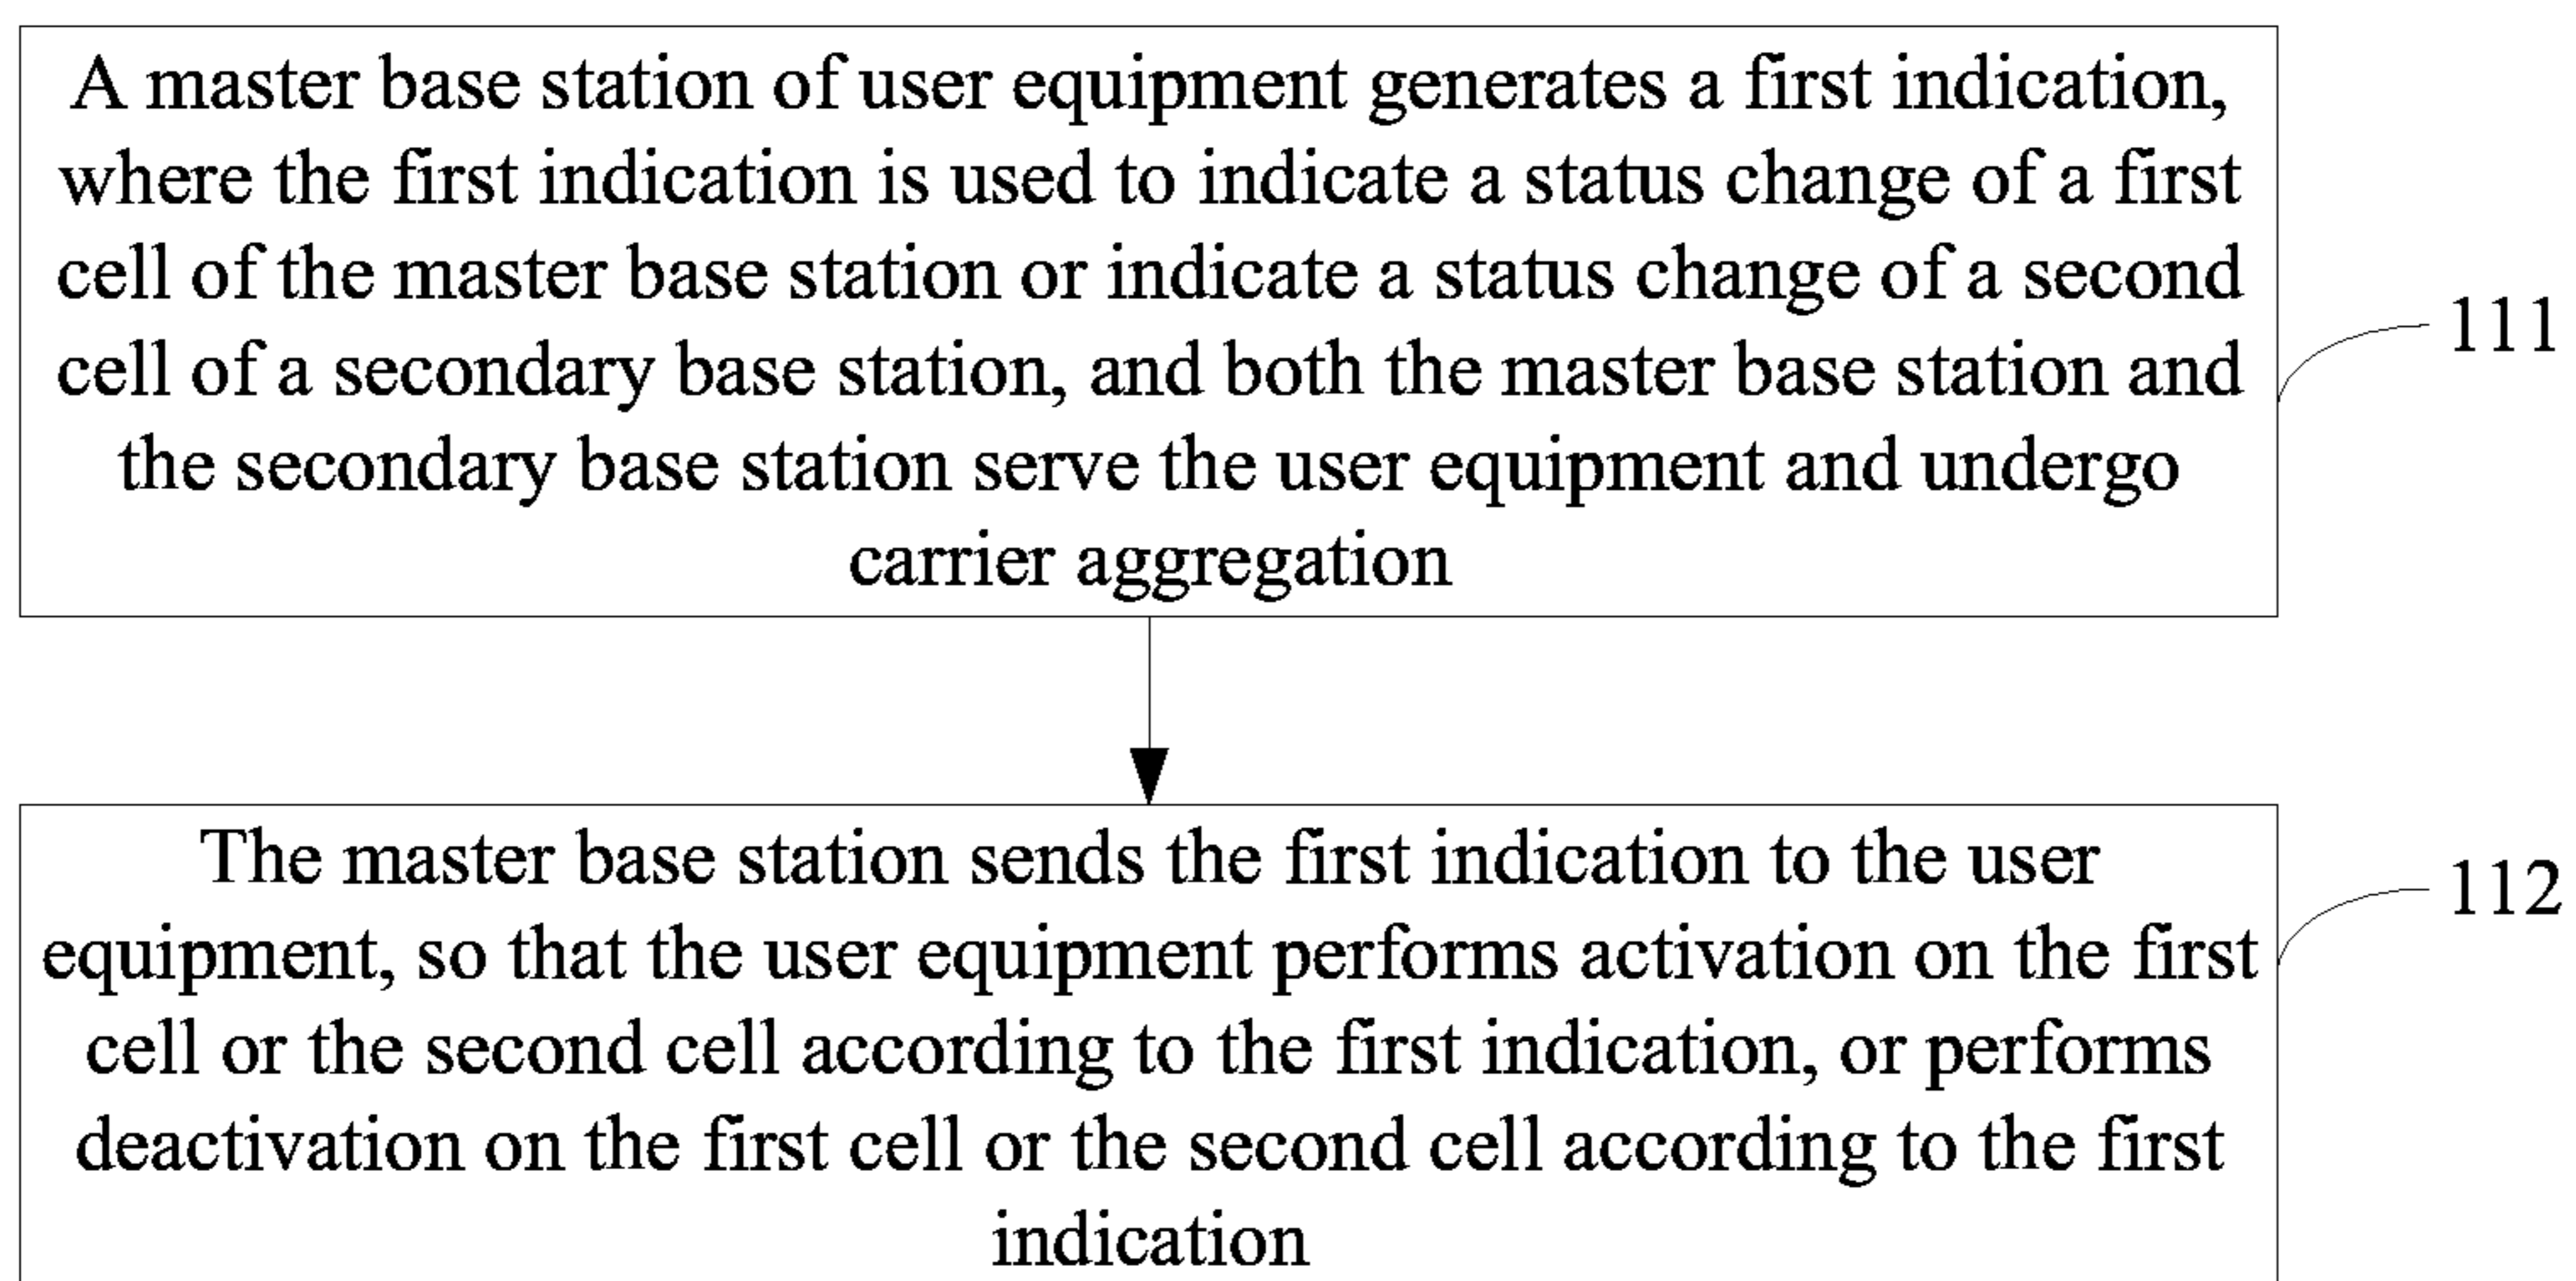 A master base station of user equipment generates a first indication,
where the first indication is used to indicate a status change of a first
cell of the master base station or indicate a status change of a second
cell of a secondary base station, and both the master base station and
the secondary base station serve the user equipment and undergo
carrier aggregation
111
The master base station sends the first indication to the user
equipment, so that the user equipment performs activation on the first
cell or the second cell according to the first indication, or performs
deactivation on the first cell or the second cell according to the first
indication
112